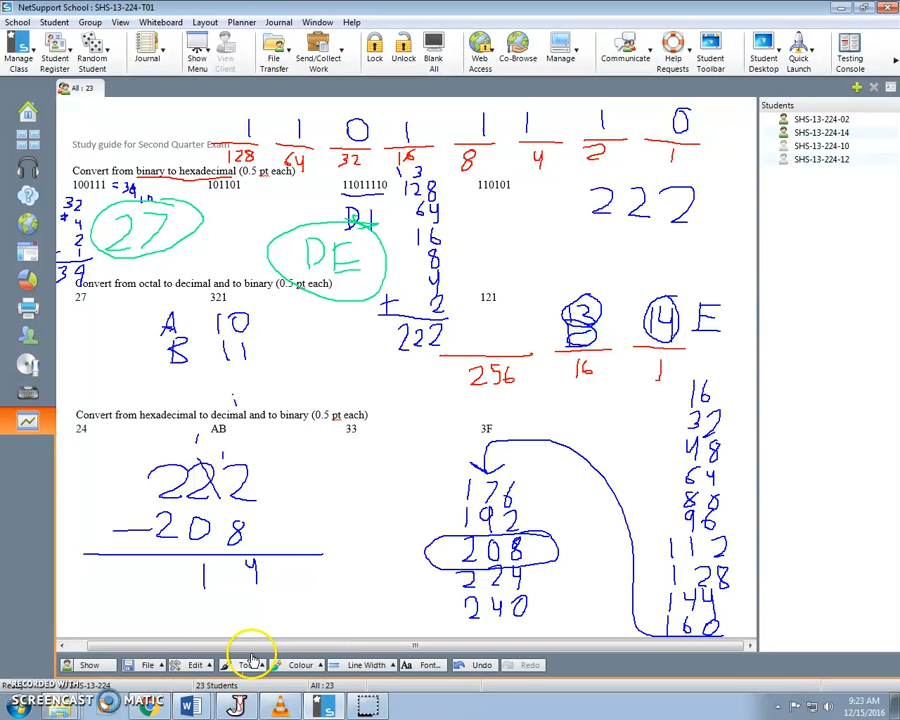 NetSupport School - SHS-13-224-T01
School Student Group View Whiteboard Layout Planner Journal Window Help
Manage Class
Student Register
Random Student
Journal
Show Menu
View Client
File Transfer
Send/Collect Work
Lock
Unlock
Blank All
Web Access
Co-Browse
Manage
Communicate
Help Requests
Student Toolbar
Student Desktop
Quick Launch
Testing Console
All : 23
Students
SHS-13-224-02
SHS-13-224-14
SHS-13-224-10
SHS-13-224-12
1 1 0 1 1 1 1 0
128 64 32 16 8 4 2 1
Study guide for Second Quarter Exam
Convert from binary to hexadecimal (0.5 pt each)
100111 101101 11011110 110101
27
DE
222
128
64
16
8
4
+ 2
222
32
4
2
1
Convert from octal to decimal and to binary (0.5 pt each)
27 321 121
A 10
B 11
14 E
256 16 1
Convert from hexadecimal to decimal and to binary (0.5 pt each)
24 AB 33 3F
222
- 208
14
176
192
208
224
240
16
32
48
64
80
96
112
128
144
160
Show File Edit Colour Line Width Font... Undo Redo
23 Students All : 23
RECORDED WITH
SCREENCAST MATIC
9:23 AM
12/15/2016